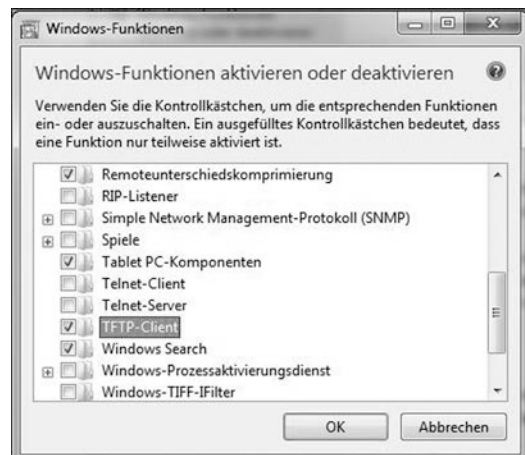 Windows-Funktionen
Windows-Funktionen aktivieren oder deaktivieren
Verwenden Sie die Kontrollkästchen, um die entsprechenden Funktionen
ein- oder auszuschalten. Ein ausgefülltes Kontrollkästchen bedeutet, dass
eine Funktion nur teilweise aktiviert ist.
Remoteunterschiedskomprimierung
RIP-Listener
Simple Network Management-Protokoll (SNMP)
Spiele
Tablet PC-Komponenten
Telnet-Client
Telnet-Server
TFTP-Client
Windows Search
Windows-Prozessaktivierungsdienst
Windows-TIFF-IFilter
OK
Abbrechen